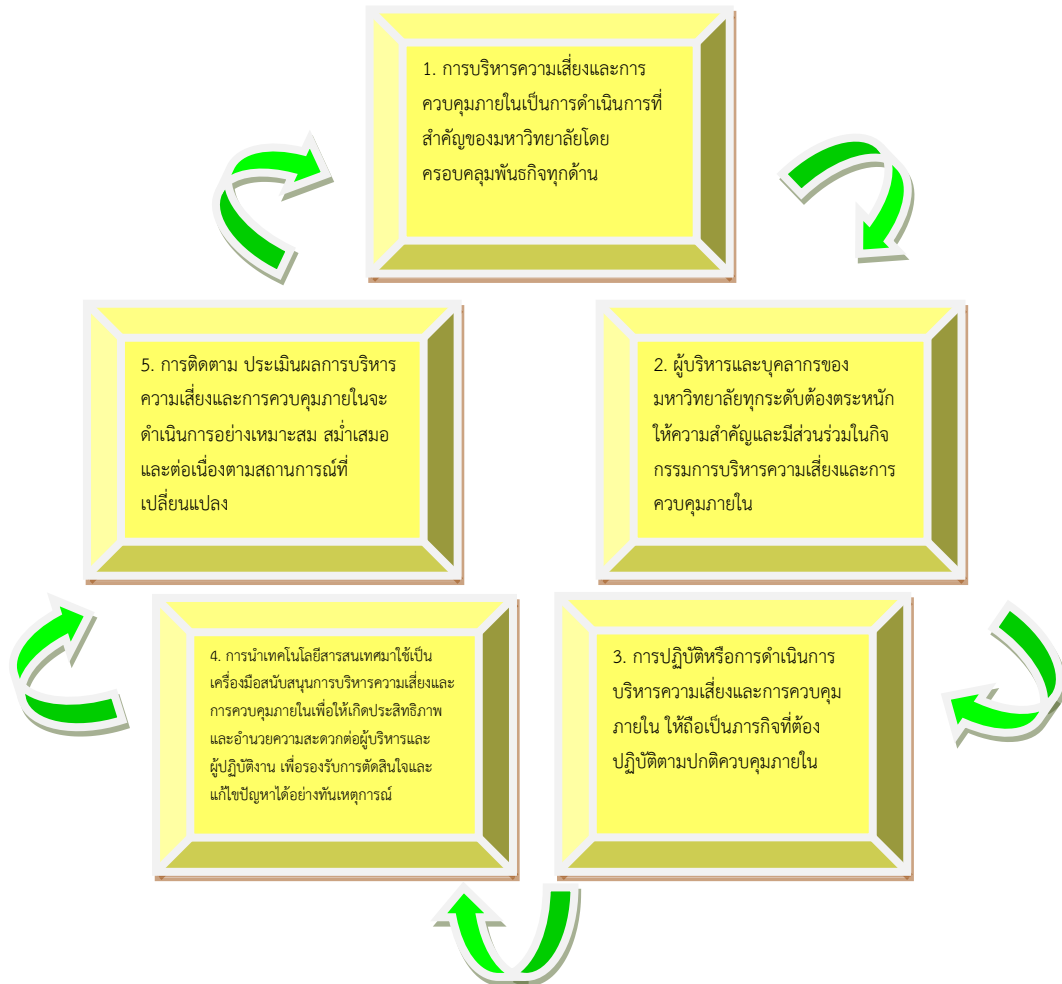 1. การบริหารความเสี่ยงและการ
ควบคุมภายในเป็นการดำเนินการที่
สำคัญของมหาวิทยาลัยโดย
ครอบคลุมพันธกิจทุกด้าน
2. ผู้บริหารและบุคลากรของ
มหาวิทยาลัยทุกระดับต้องตระหนัก
ให้ความสำคัญและมีส่วนร่วมในกิจ
กรรมการบริหารความเสี่ยงและการ
ควบคุมภายใน
3. การปฏิบัติหรือการดำเนินการ
บริหารความเสี่ยงและการควบคุม
ภายใน ให้ถือเป็นภารกิจที่ต้อง
ปฏิบัติตามปกติควบคุมภายใน
4. การนำเทคโนโลยีสารสนเทศมาใช้เป็น
เครื่องมือสนับสนุนการบริหารความเสี่ยงและ
การควบคุมภายในเพื่อให้เกิดประสิทธิภาพ
และอำนวยความสะดวกต่อผู้บริหารและ
ผู้ปฏิบัติงาน เพื่อรองรับการตัดสินใจและ
แก้ไขปัญหาได้อย่างทันเหตุการณ์
5. การติดตาม ประเมินผลการบริหาร
ความเสี่ยงและการควบคุมภายในจะ
ดำเนินการอย่างเหมาะสม สม่ำเสมอ
และต่อเนื่องตามสถานการณ์ที่
เปลี่ยนแปลง